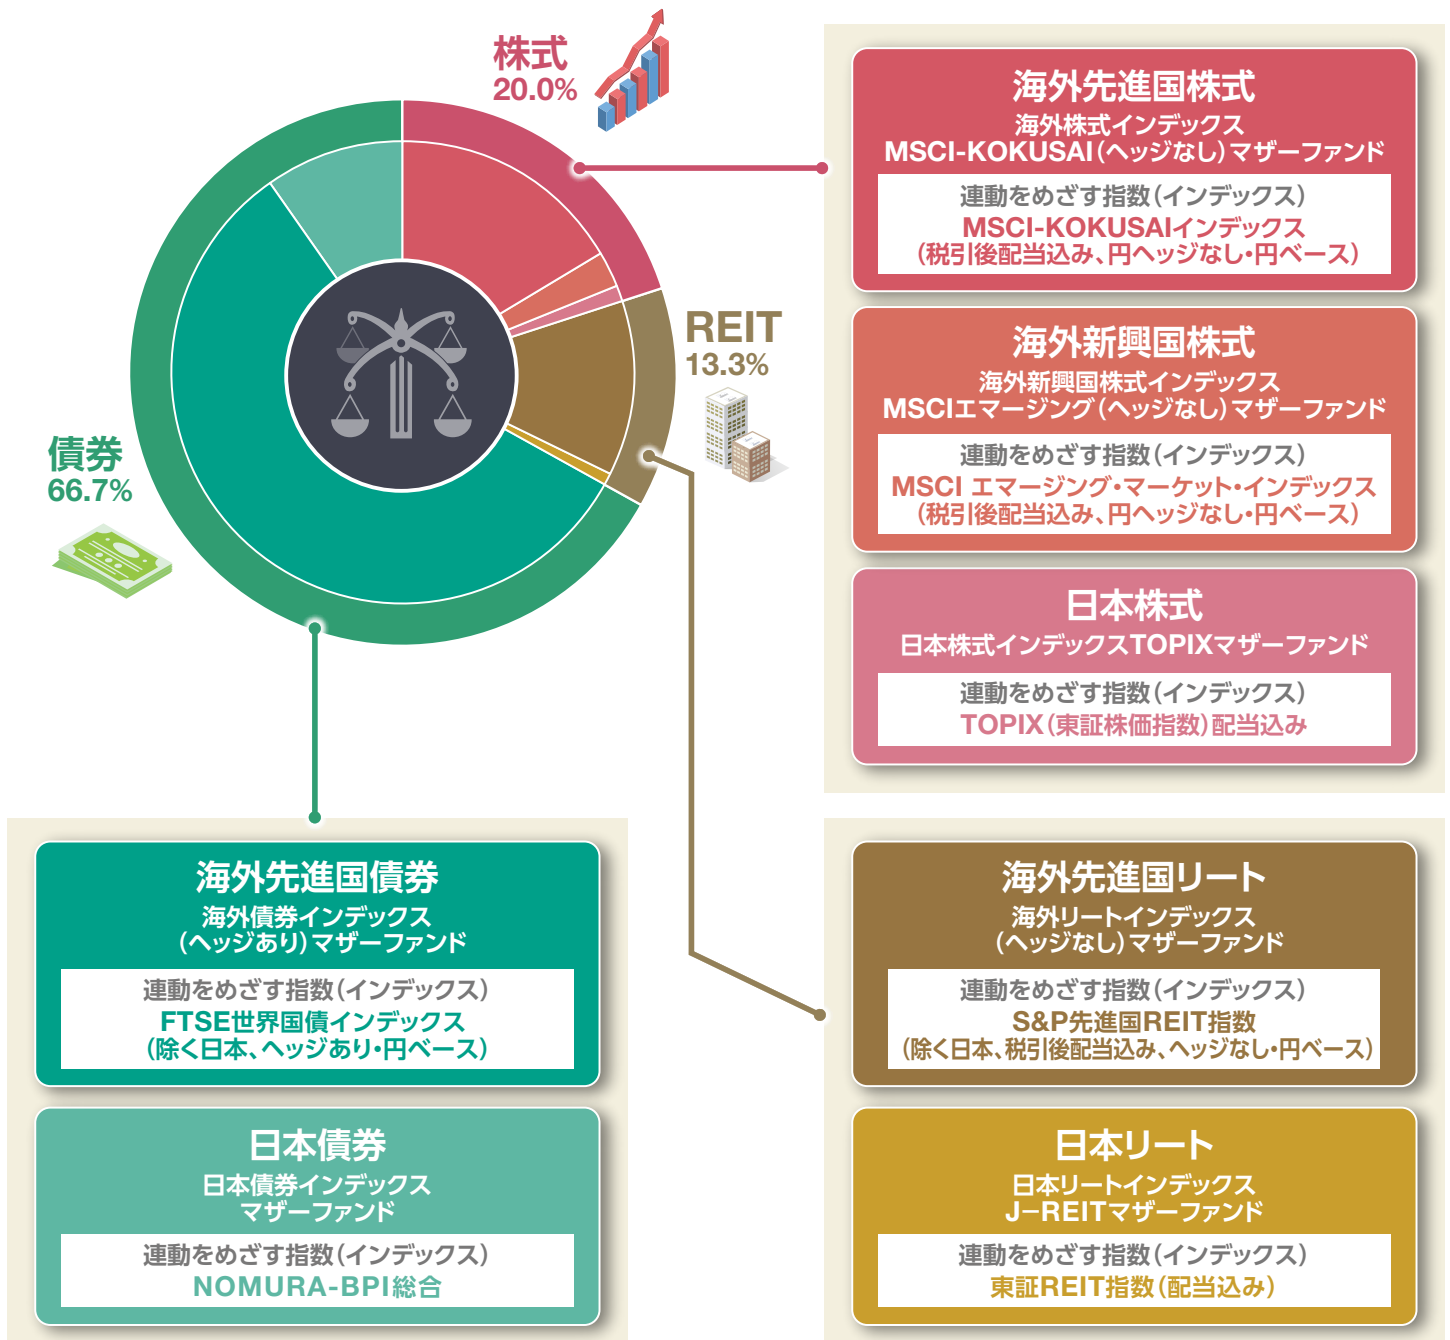 株式
20.0%
REIT
13.3%
債券
66.7%
海外先進国株式
海外株式インデックス
MSCI-KOKUSAI(ヘッジなし)マザーファンド
連動をめざす指数(インデックス)
MSCI-KOKUSAIインデックス
(税引後配当込み、円ヘッジなし・円ベース)
海外新興国株式
海外新興国株式インデックス
MSCIエマージング(ヘッジなし)マザーファンド
連動をめざす指数(インデックス)
MSCI エマージング・マーケット・インデックス
(税引後配当込み、円ヘッジなし・円ベース)
日本株式
日本株式インデックスTOPIXマザーファンド
連動をめざす指数(インデックス)
TOPIX(東証株価指数)配当込み
海外先進国債券
海外債券インデックス
(ヘッジあり)マザーファンド
連動をめざす指数(インデックス)
FTSE世界国債インデックス
(除く日本、ヘッジあり・円ベース)
日本債券
日本債券インデックス
マザーファンド
連動をめざす指数(インデックス)
NOMURA-BPI総合
海外先進国リート
海外リートインデックス
(ヘッジなし)マザーファンド
連動をめざす指数(インデックス)
S&P先進国REIT指数
(除く日本、税引後配当込み、ヘッジなし・円ベース)
日本リート
日本リートインデックス
J−REITマザーファンド
連動をめざす指数(インデックス)
東証REIT指数(配当込み)